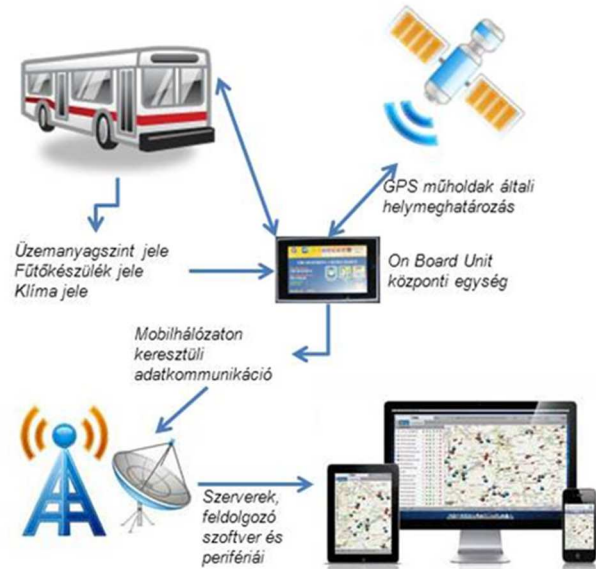 GPS műholdak általi
helymeghatározás
Üzemanyagszint jele
Fűtőkészülék jele
Klíma jele
On Board Unit
központi egység
Mobilhálózaton
keresztüli
adatkommunikáció
Szerverek,
feldolgozó
szoftver és
perifériái